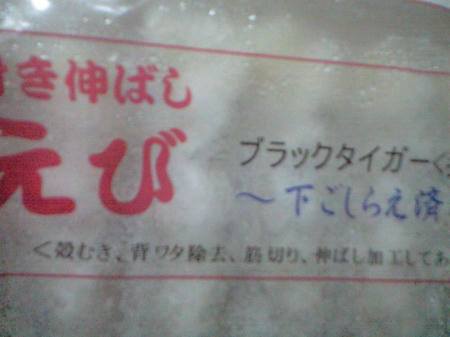 き伸ばし
えび
ブラックタイガー<
～下ごしらえ済
<殻むき、背ワタ除去、筋切り、伸ばし加工してあ